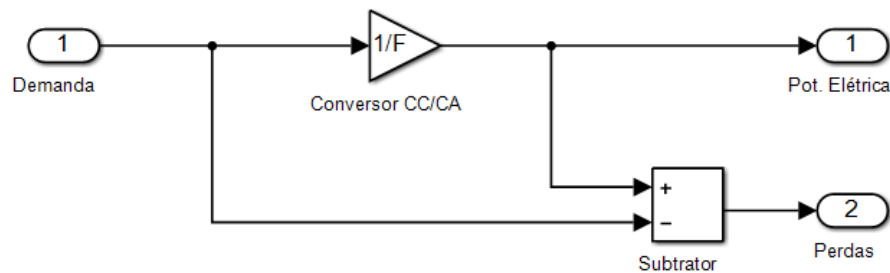 1
1/F
1
Demanda
Pot. Elétrica
Conversor CC/CA
+
−
2
Subtrator
Perdas